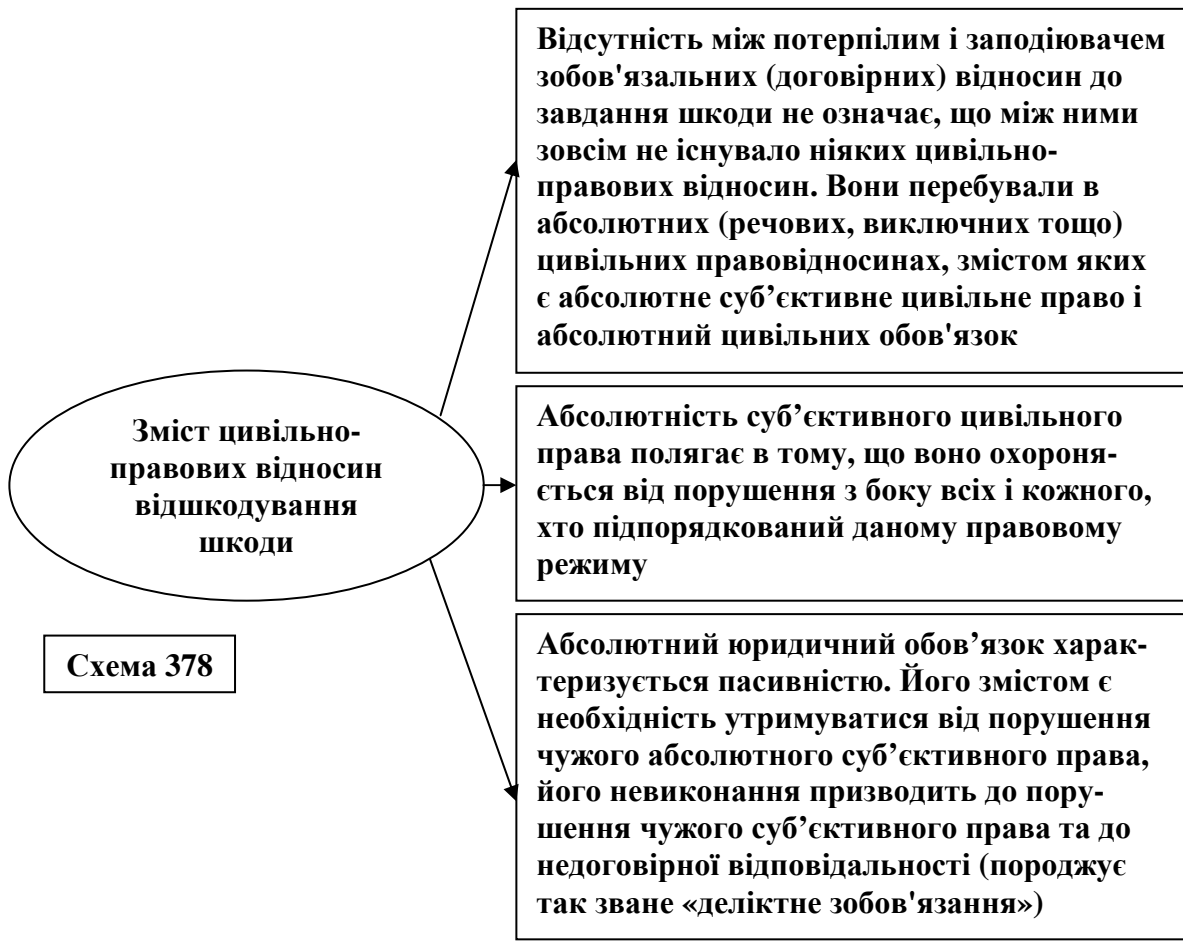 Відсутність між потерпілим і заподіювачем
зобов'язальних (договірних) відносин до
завдання шкоди не означає, що між ними
зовсім не існувало ніяких цивільно-
правових відносин. Вони перебували в
абсолютних (речових, виключних тощо)
цивільних правовідносинах, змістом яких
є абсолютне суб’єктивне цивільне право і
абсолютний цивільних обов'язок
Зміст цивільно-
правових відносин
відшкодування
шкоди
Абсолютність суб’єктивного цивільного
права полягає в тому, що воно охороня-
ється від порушення з боку всіх і кожного,
хто підпорядкований даному правовому
режиму
Схема 378
Абсолютний юридичний обов’язок харак-
теризується пасивністю. Його змістом є
необхідність утримуватися від порушення
чужого абсолютного суб’єктивного права,
його невиконання призводить до пору-
шення чужого суб’єктивного права та до
недоговірної відповідальності (породжує
так зване «деліктне зобов'язання»)